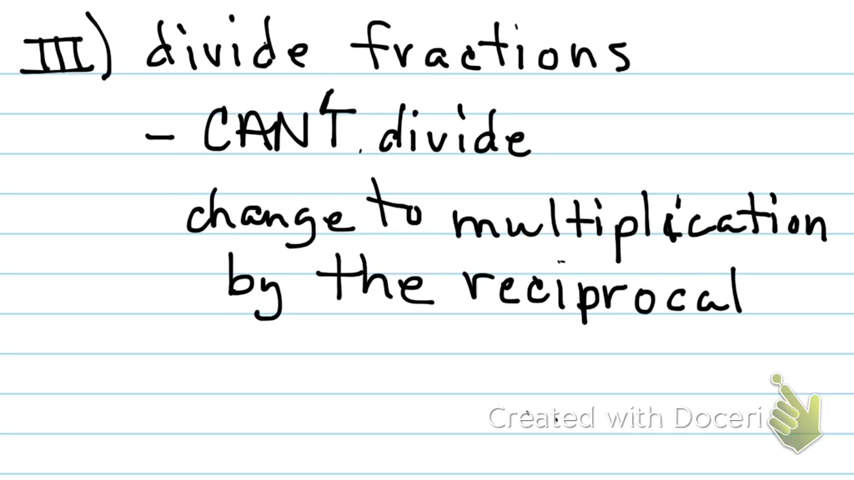 III) divide fractions
- CAN'T divide
change to multiplication
by the reciprocal
Created with Doceri